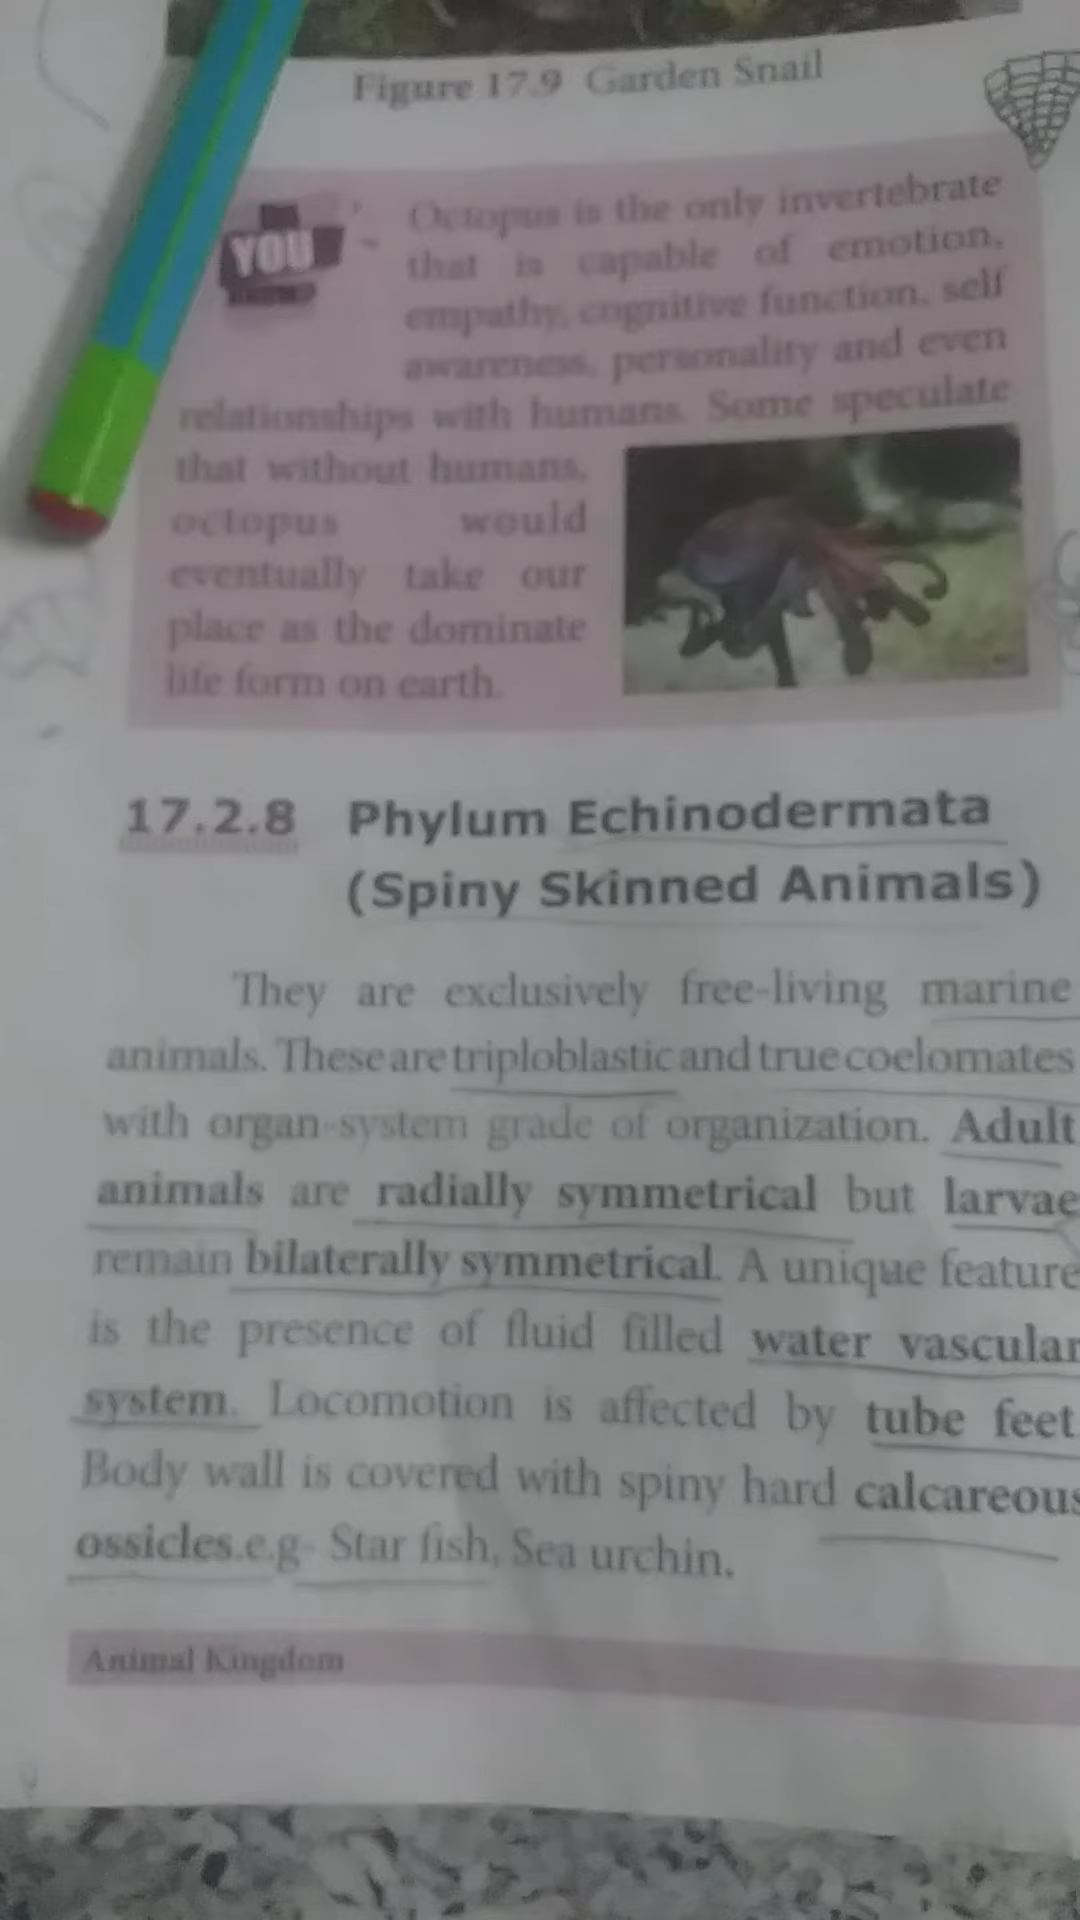 Figure 17.9 Garden Snail
YOU
Octopus is the only invertebrate
that is capable of emotion,
empathy, cognitive function, self
awareness, personality and even
relationships with humans. Some speculate
that without humans,
octopus would
eventually take our
place as the dominate
life form on earth.
17.2.8 Phylum Echinodermata
(Spiny Skinned Animals)
They are exclusively free-living marine
animals. These are triploblastic and true coelomates
with organ-system grade of organization. Adult
animals are radially symmetrical but larvae
remain bilaterally symmetrical. A unique feature
is the presence of fluid filled water vascular
system. Locomotion is affected by tube feet.
Body wall is covered with spiny hard calcareous
ossicles.e.g- Star fish, Sea urchin.
Animal Kingdom